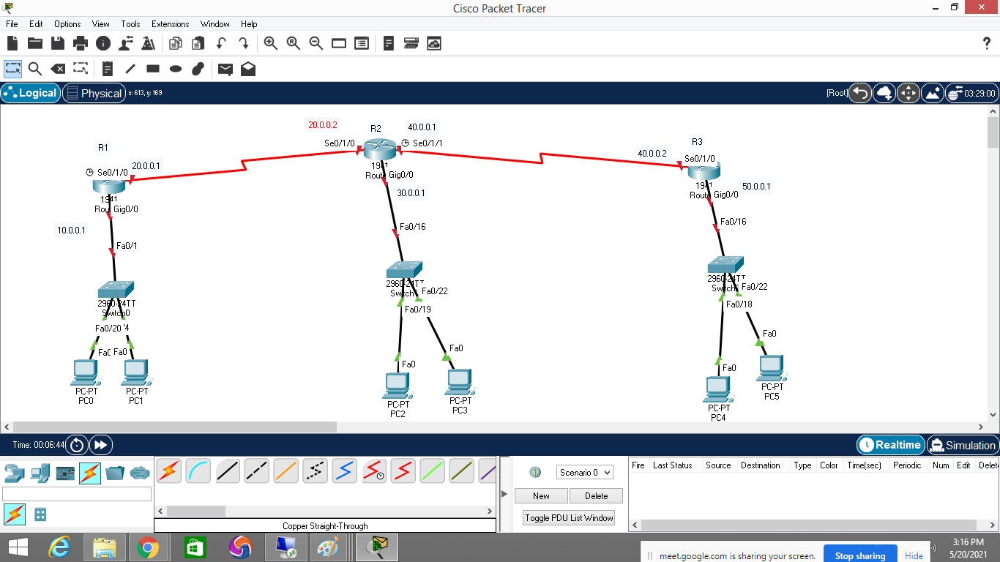 Cisco Packet Tracer
File Edit Options View Tools Extensions Window Help
?
Logical Physical x: 613, y: 169 [Root] 03:29:00
20.0.0.2 R2 40.0.0.1
R1 Se0/1/0 Se0/1/1 R3
20.0.0.1 40.0.0.2 Se0/1/0
Se0/1/0 1941
Gig0/0
1941 30.0.0.1 1941 50.0.0.1
Gig0/0 Gig0/0
10.0.0.1 Se0/1/0
Fa0/16 Fa0/16
Fa0/1
2960-24TT 2960-24TT
Fa0/22 Fa0/22
2960-24TT Fa0/19 Fa0/18
Switch0
Fa0/20 '4 Fa0
Fa0 Fa0
Fa0 Fa0
PC-PT PC-PT PC-PT
PC0 PC1 PC5
PC-PT PC-PT PC-PT
PC2 PC3 PC4
Time: 00:06:44 Realtime Simulation
Scenario 0 Fire Last Status Source Destination Type Color Time(sec) Periodic Num Edit Delet
New Delete
Toggle PDU List Window
Copper Straight-Through
meet.google.com is sharing your screen. Stop sharing Hide
3:16 PM
5/20/2021